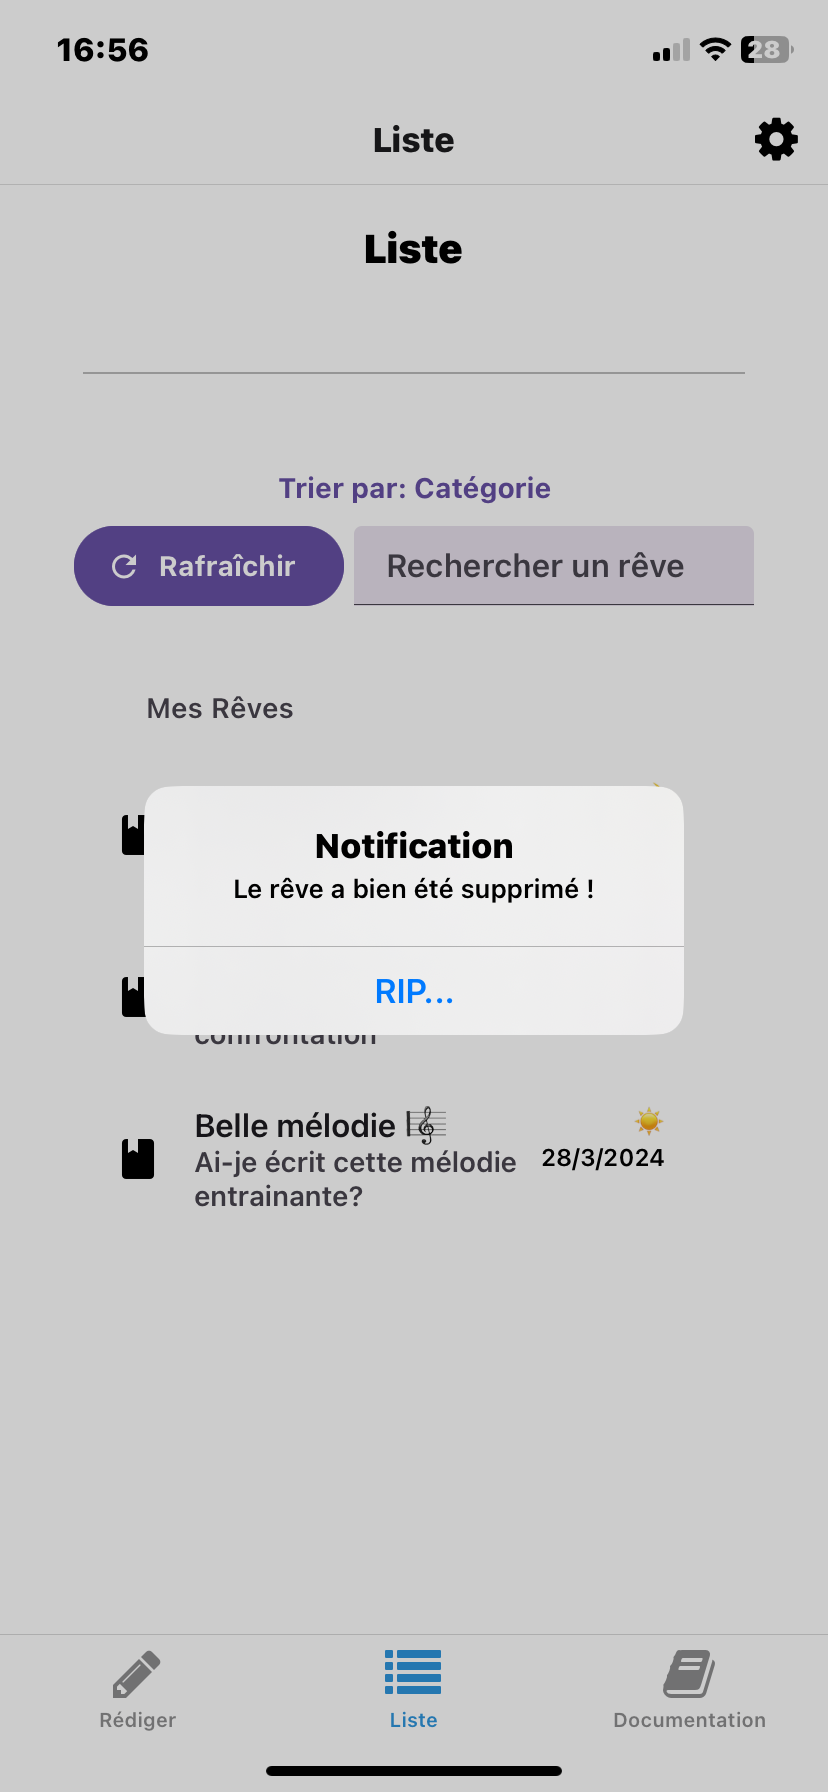 16:56
28
Liste
Liste
Trier par: Catégorie
Rafraîchir
Rechercher un rêve
Mes Rêves
Notification
Le rêve a bien été supprimé !
RIP...
confrontation
Belle mélodie 🎼
Ai-je écrit cette mélodie
entrainante?
28/3/2024
Rédiger
Liste
Documentation